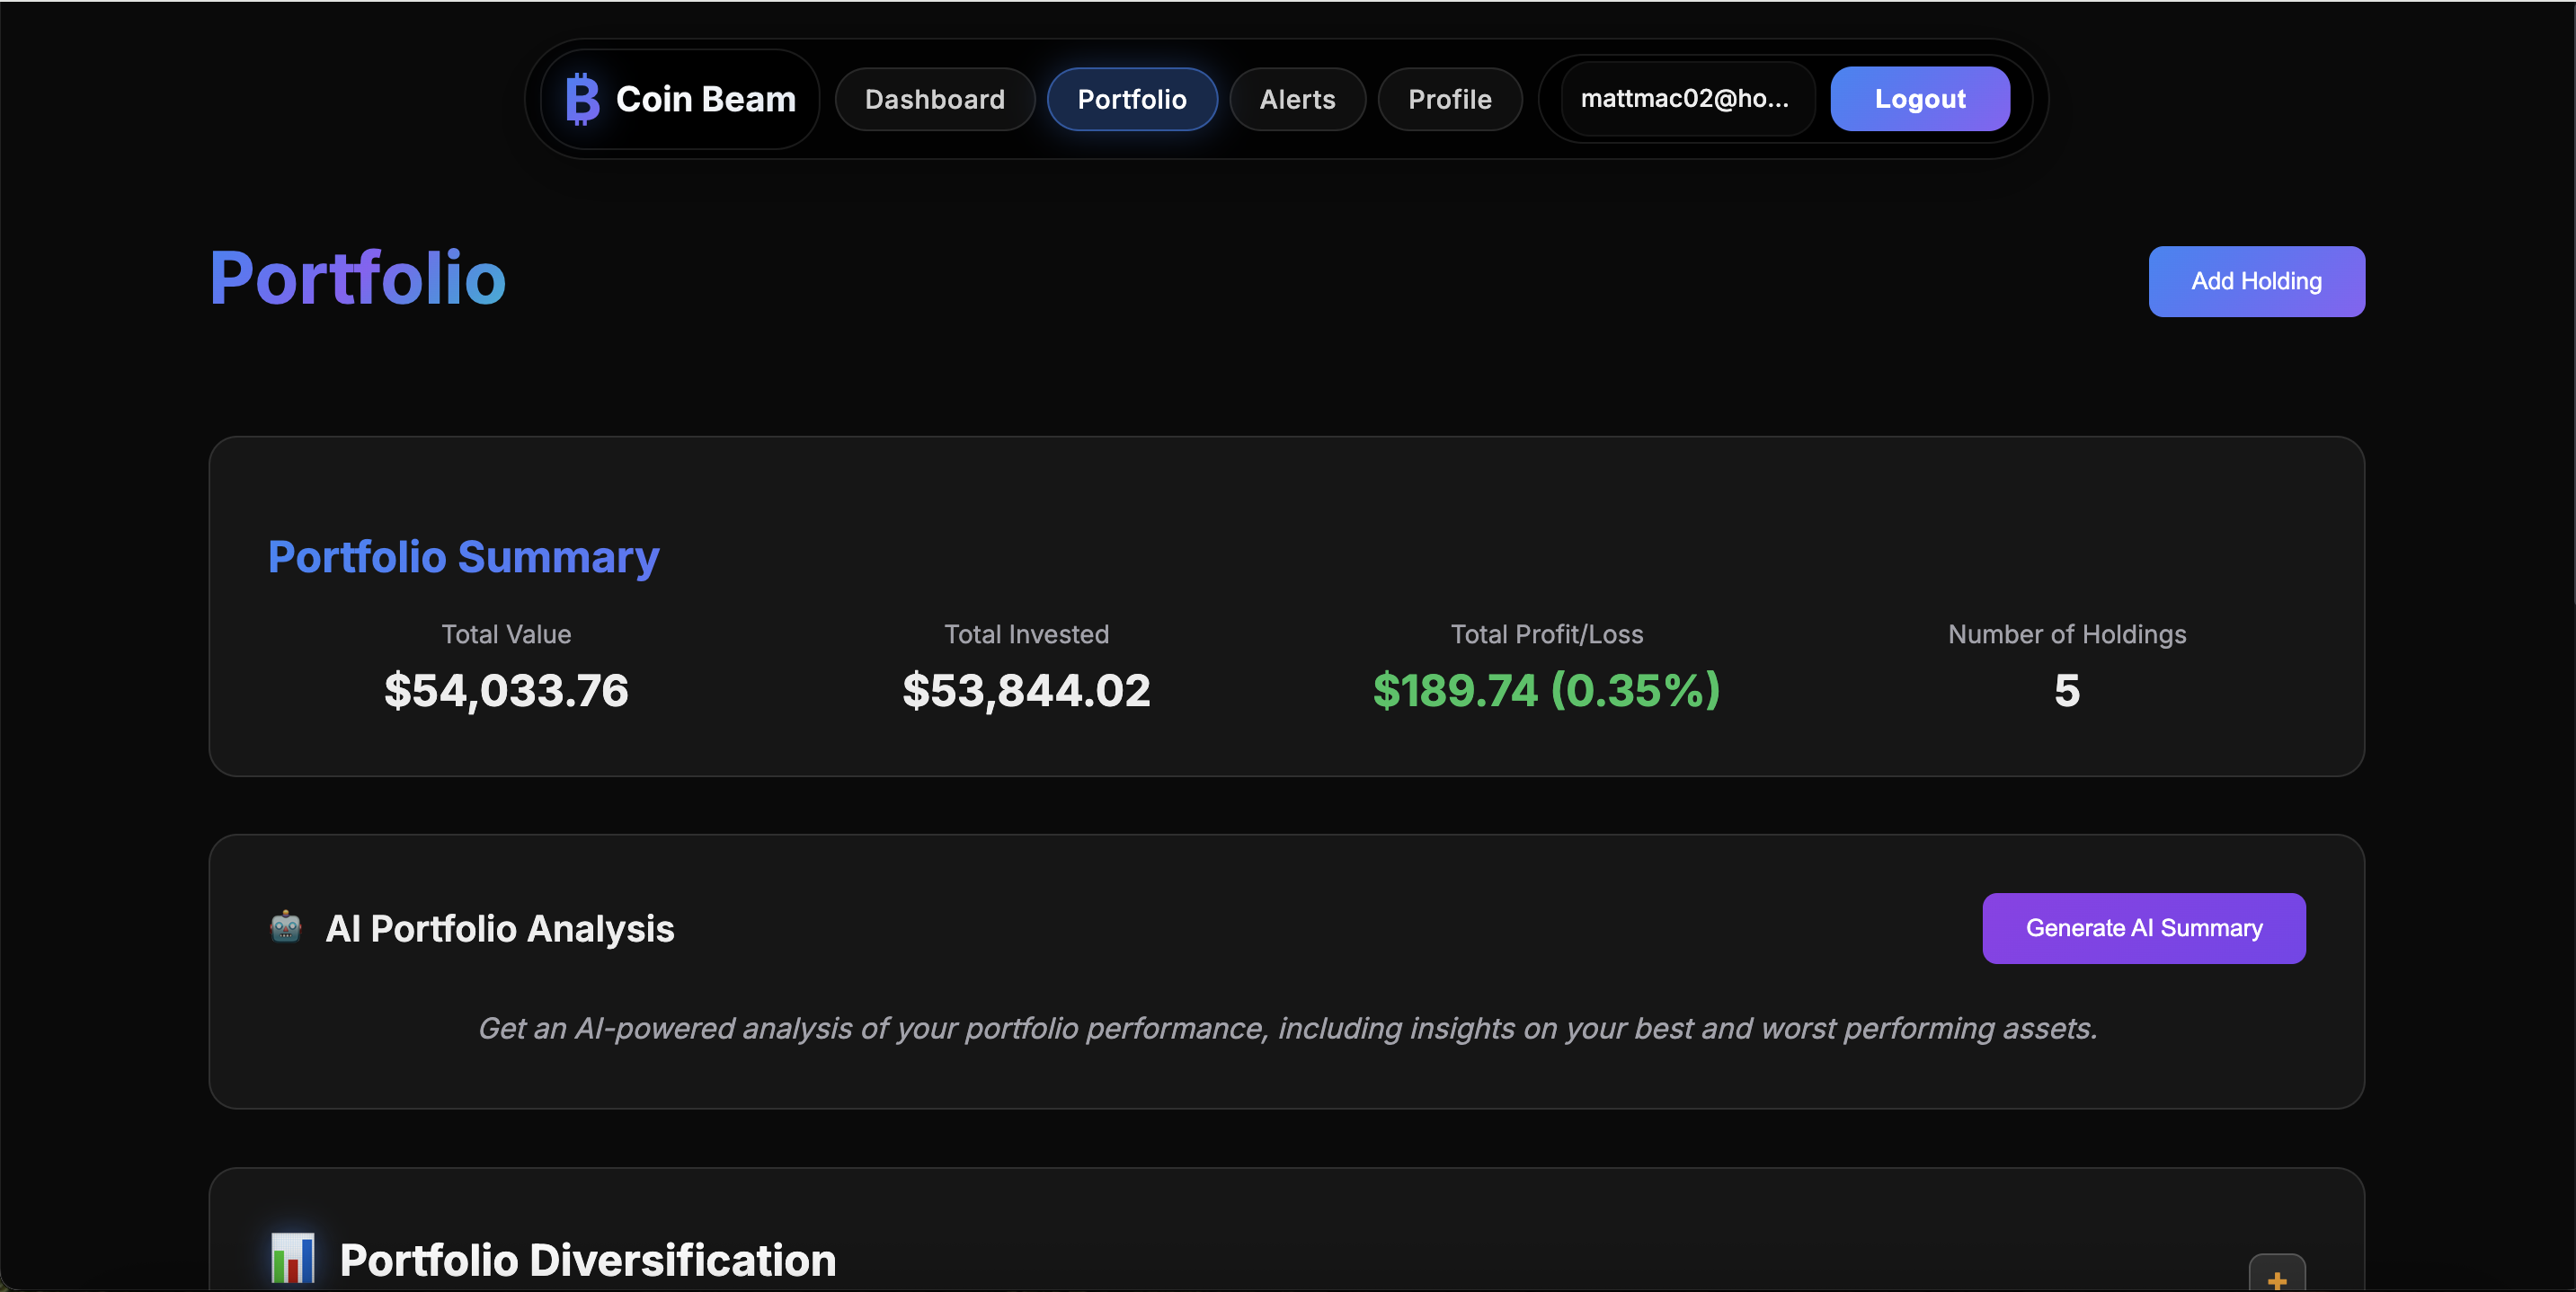 Coin Beam
Dashboard
Portfolio
Alerts
Profile
mattmac02@ho...
Logout
Portfolio
Add Holding
Portfolio Summary
Total Value
$54,033.76
Total Invested
$53,844.02
Total Profit/Loss
$189.74 (0.35%)
Number of Holdings
5
AI Portfolio Analysis
Generate AI Summary
Get an AI-powered analysis of your portfolio performance, including insights on your best and worst performing assets.
Portfolio Diversification
+